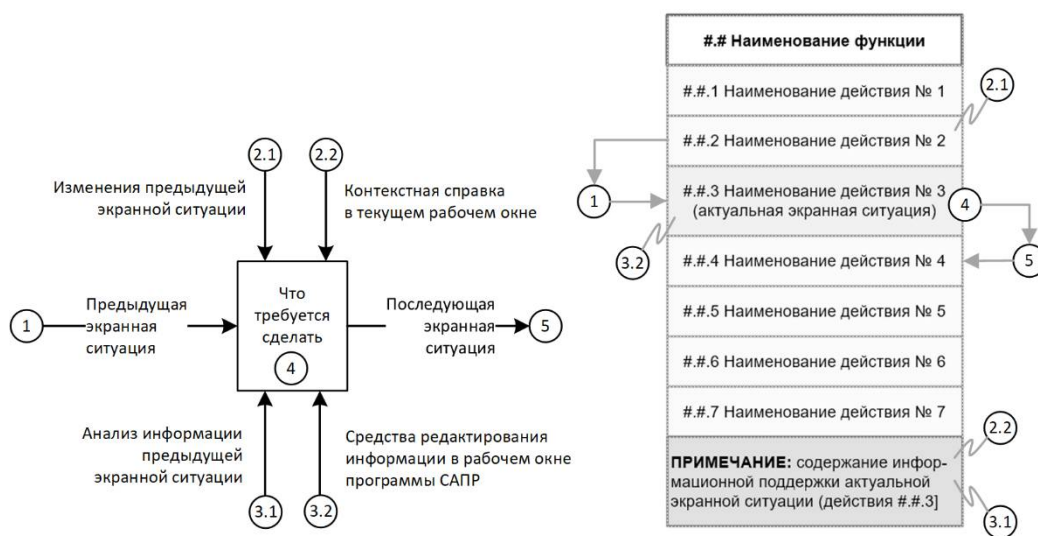 2.1
2.2
Изменения предыдущей
экранной ситуации
Контекстная справка
в текущем рабочем окне
1
Предыдущая
экранная
ситуация
Что
требуется
сделать
4
Последующая
экранная
ситуация
5
Анализ информации
предыдущей
экранной ситуации
Средства редактирования
информации в рабочем окне
программы САПР
3.1
3.2
#.# Наименование функции
#.#.1 Наименование действия № 1
2.1
#.#.2 Наименование действия № 2
1
#.#.3 Наименование действия № 3
(актуальная экранная ситуация)
4
3.2
#.#.4 Наименование действия № 4
5
#.#.5 Наименование действия № 5
#.#.6 Наименование действия № 6
#.#.7 Наименование действия № 7
2.2
ПРИМЕЧАНИЕ: содержание инфор-
мационной поддержки актуальной
экранной ситуации (действия #.#.3]
3.1